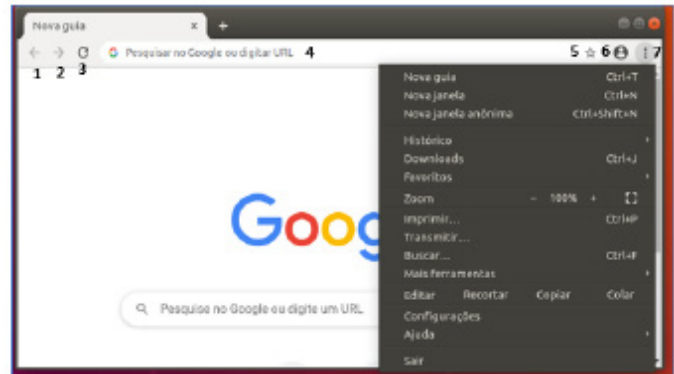 Nova guia x +
Pesquisar no Google ou digitar URL 4 5 6 7
1 2 3
Nova guia Ctrl+T
Nova janela Ctrl+N
Nova janela anônima Ctrl+Shift+N
Histórico
Downloads Ctrl+J
Favoritos
Zoom - 100% +
Imprimir... Ctrl+P
Transmitir...
Buscar... Ctrl+F
Mais ferramentas
Editar Recortar Copiar Colar
Configurações
Ajuda
Sair
Goog
Pesquise no Google ou digite um URL